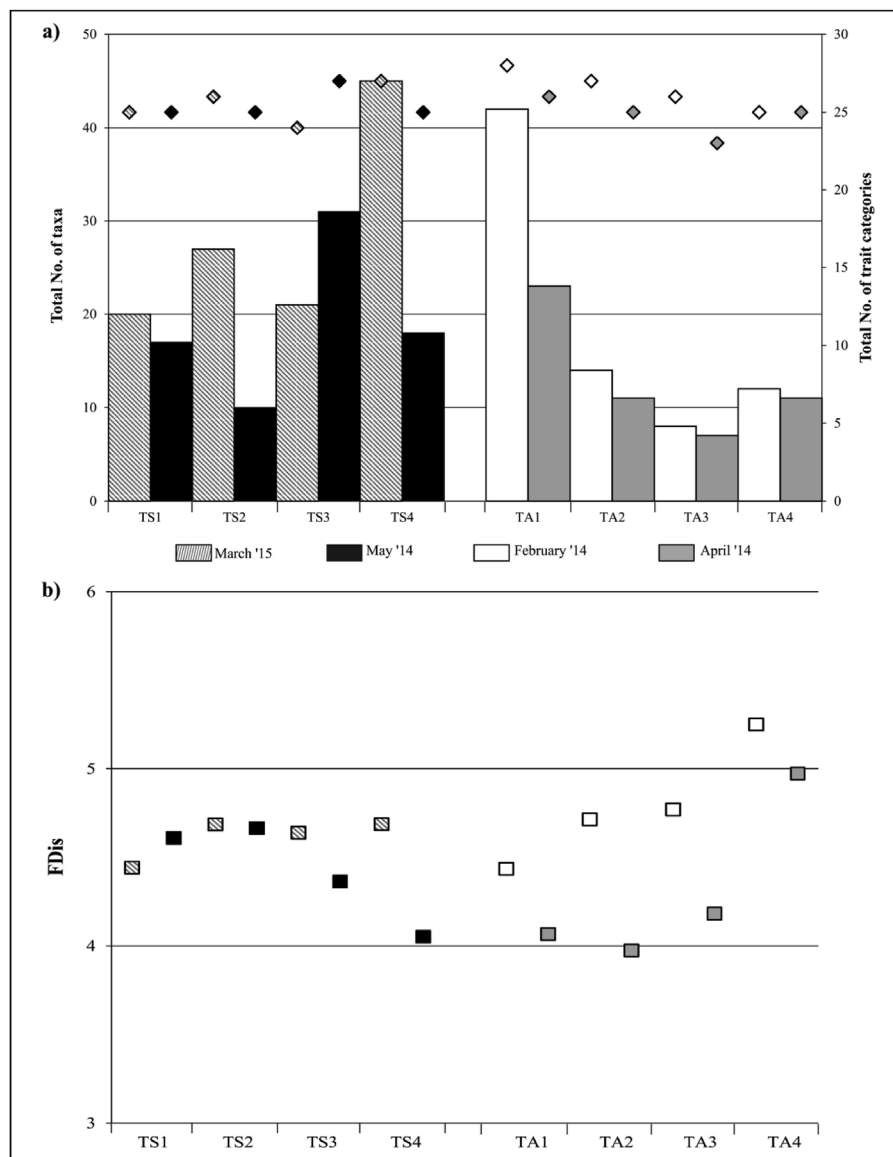 a)
50
40
30
20
10
0
Total No. of taxa
30
25
20
15
10
5
0
Total No. of trait categories
TS1 TS2 TS3 TS4 TA1 TA2 TA3 TA4
March '15 May '14 February '14 April '14
b)
6
5
4
3
FDis
TS1 TS2 TS3 TS4 TA1 TA2 TA3 TA4